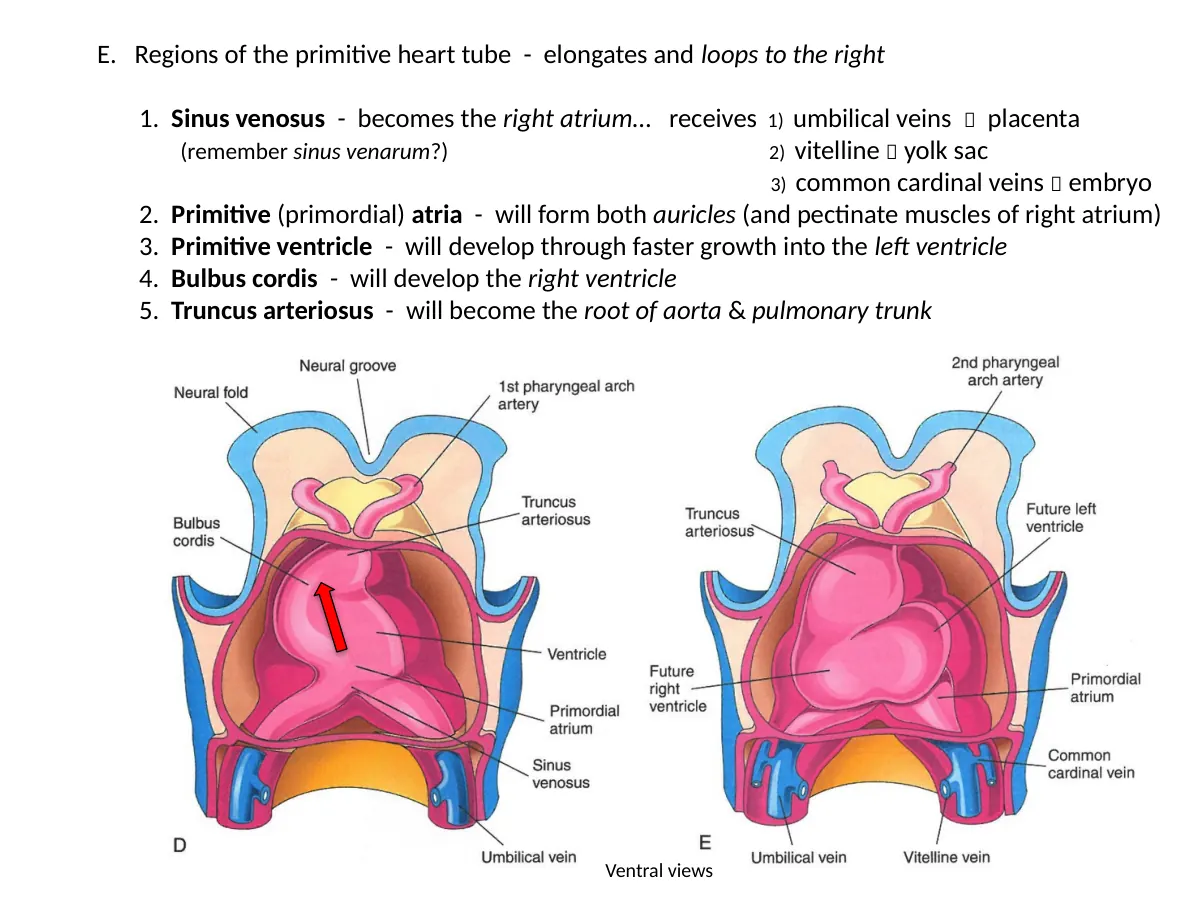 E. Regions of the primitive heart tube - elongates and loops to the right
1. Sinus venosus - becomes the right atrium... receives 1) umbilical veins  placenta
(remember sinus venarum?) 2) vitelline  yolk sac
3) common cardinal veins  embryo
2. Primitive (primordial) atria - will form both auricles (and pectinate muscles of right atrium)
3. Primitive ventricle - will develop through faster growth into the left ventricle
4. Bulbus cordis - will develop the right ventricle
5. Truncus arteriosus - will become the root of aorta & pulmonary trunk
Neural groove
Neural fold
1st pharyngeal arch
artery
Truncus
arteriosus
Bulbus
cordis
Ventricle
Primordial
atrium
Sinus
venosus
Umbilical vein
D
2nd pharyngeal
arch artery
Truncus
arteriosus
Future left
ventricle
Future
right
ventricle
Primordial
atrium
Common
cardinal vein
E
Umbilical vein
Vitelline vein
Ventral views